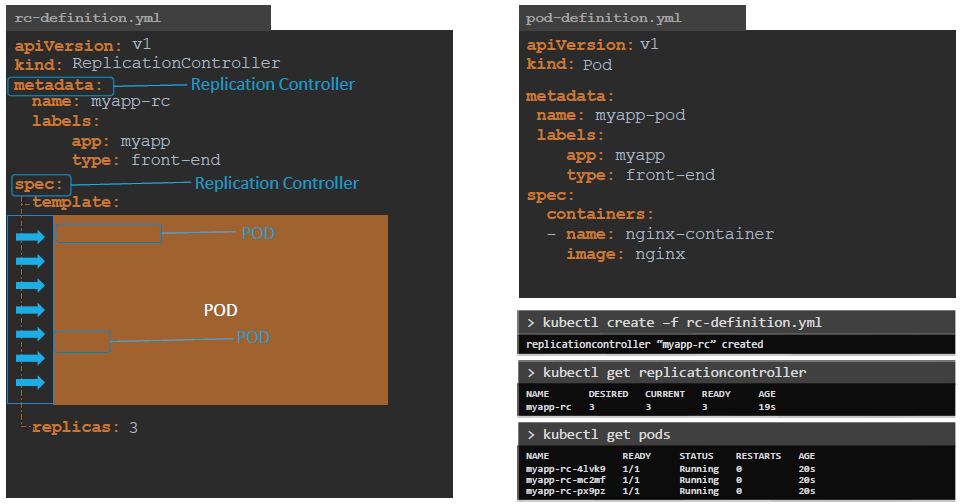 rc-definition.yml
apiVersion: v1
kind: ReplicationController
metadata: Replication Controller
name: myapp-rc
labels:
app: myapp
type: front-end
spec: Replication Controller
template:
POD
POD
POD
replicas: 3
pod-definition.yml
apiVersion: v1
kind: Pod
metadata:
name: myapp-pod
labels:
app: myapp
type: front-end
spec:
containers:
- name: nginx-container
image: nginx
> kubectl create –f rc-definition.yml
replicationcontroller “myapp-rc” created
> kubectl get replicationcontroller
NAME DESIRED CURRENT READY AGE
myapp-rc 3 3 3 19s
> kubectl get pods
NAME READY STATUS RESTARTS AGE
myapp-rc-4lvk9 1/1 Running 0 20s
myapp-rc-mc2mf 1/1 Running 0 20s
myapp-rc-px9pz 1/1 Running 0 20s